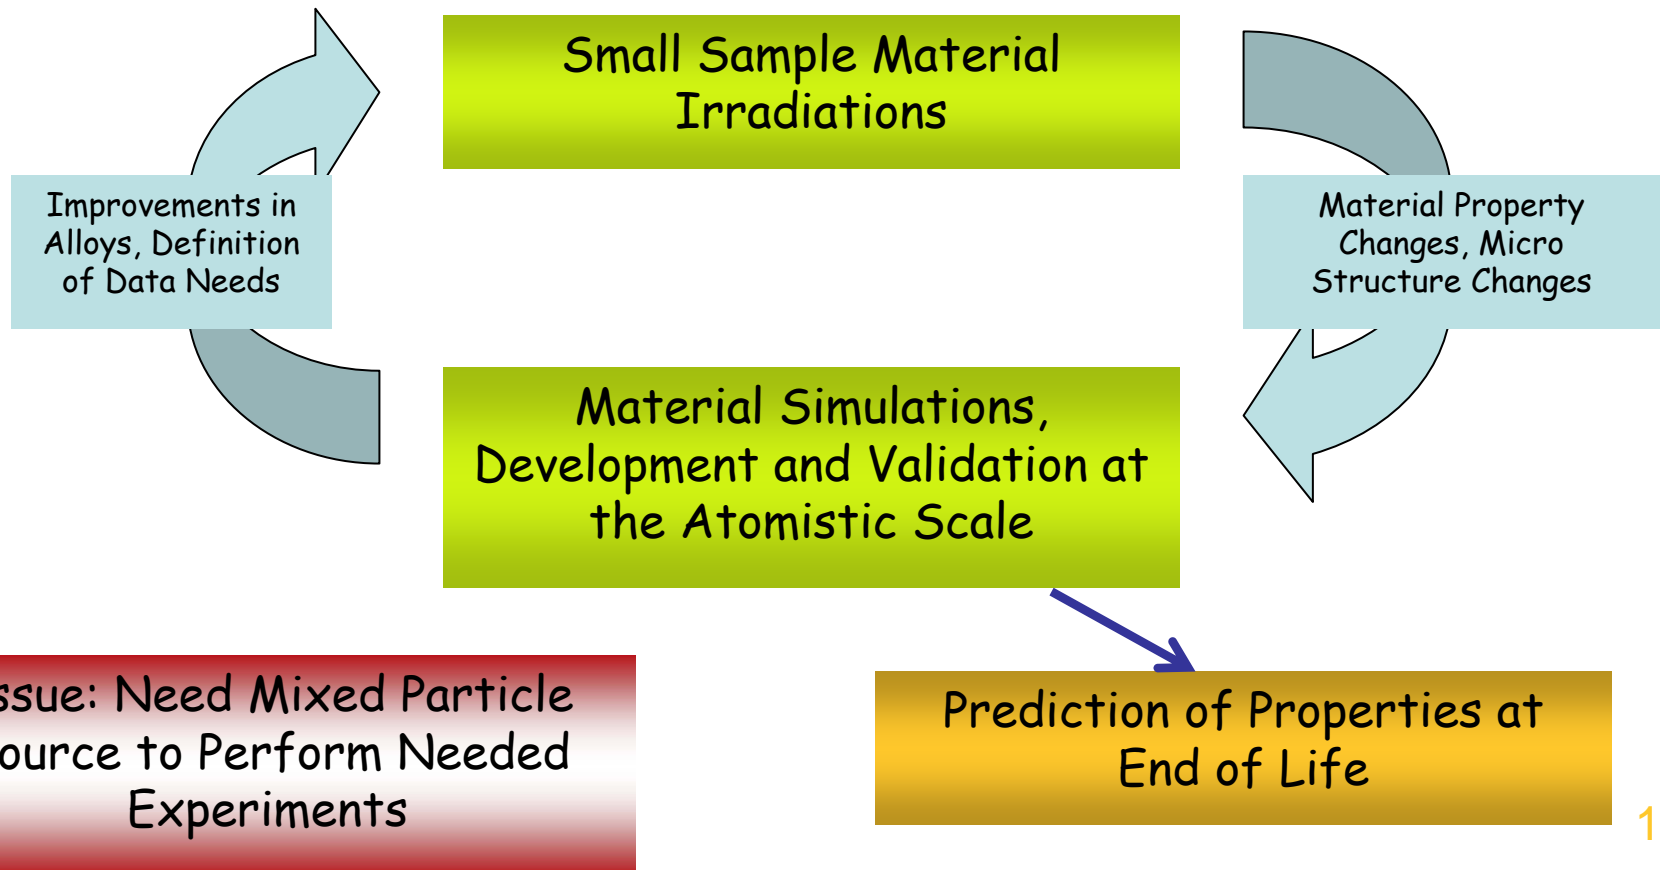 Small Sample Material
Irradiations
Improvements in
Alloys, Definition
of Data Needs
Material Property
Changes, Micro
Structure Changes
Material Simulations,
Development and Validation at
the Atomistic Scale
ssue: Need Mixed Particle
ource to Perform Needed
Experiments
Prediction of Properties at
End of Life
1